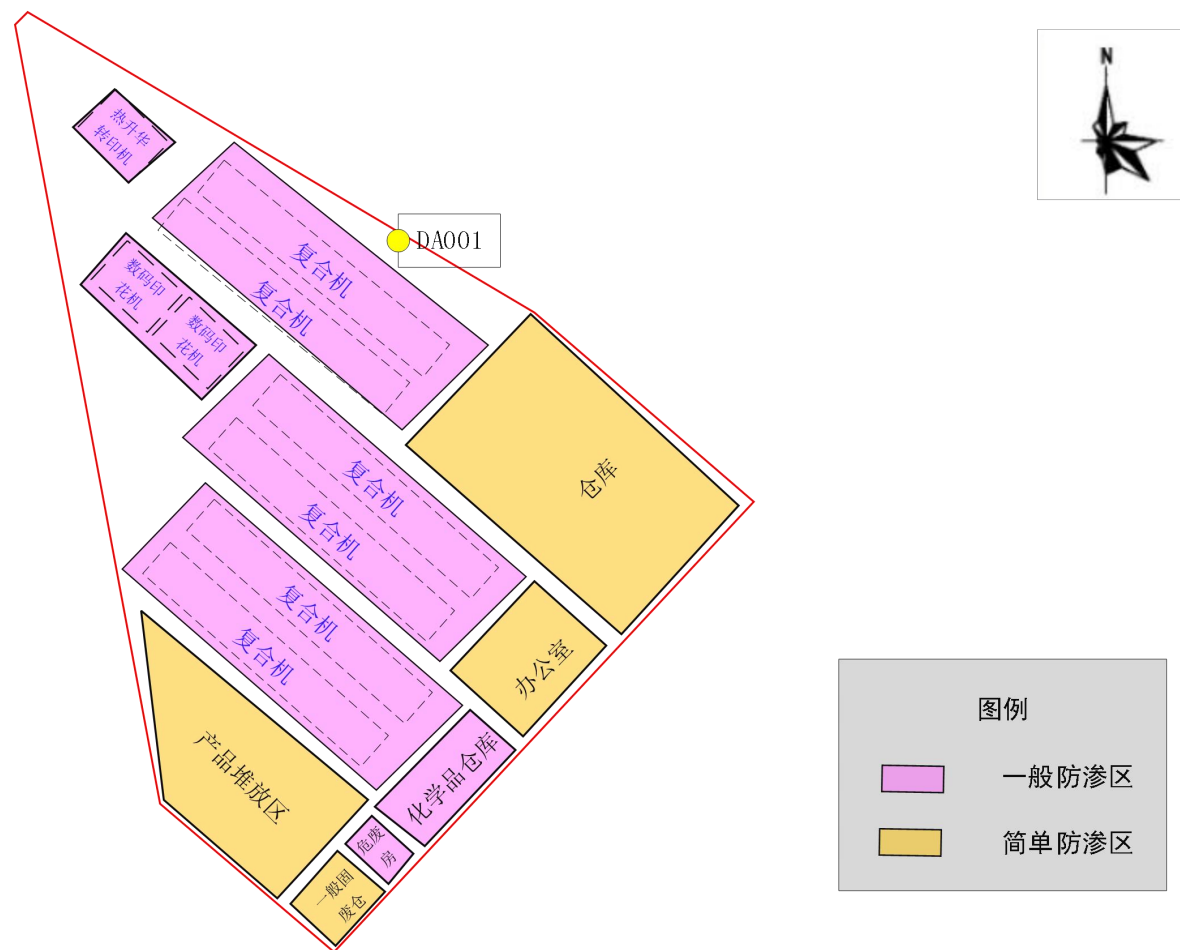 N
热升华
转印机
DA001
复合机
复合机
数码印
花机
数码印
花机
仓库
复合机
复合机
复合机
复合机
办公室
产品堆放区
化学品仓库
危废
房
一般固
废仓
图例
一般防渗区
简单防渗区